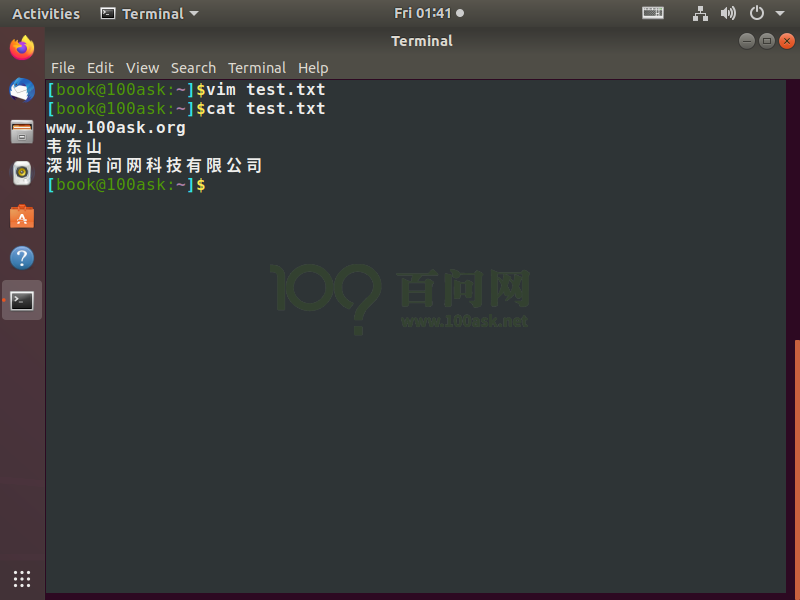 Activities Terminal Fri 01:41
Terminal
File Edit View Search Terminal Help
[book@100ask:~]$vim test.txt
[book@100ask:~]$cat test.txt
www.100ask.org
韦东山
深圳百问网科技有限公司
[book@100ask:~]$
100? 百问网
www.100ask.net